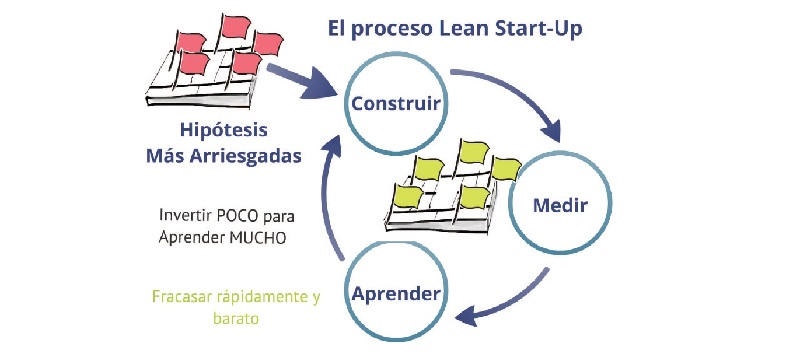 El proceso Lean Start-Up
Construir
Hipótesis
Más Arriesgadas
Medir
Invertir POCO para
Aprender MUCHO
Aprender
Fracasar rápidamente y
barato